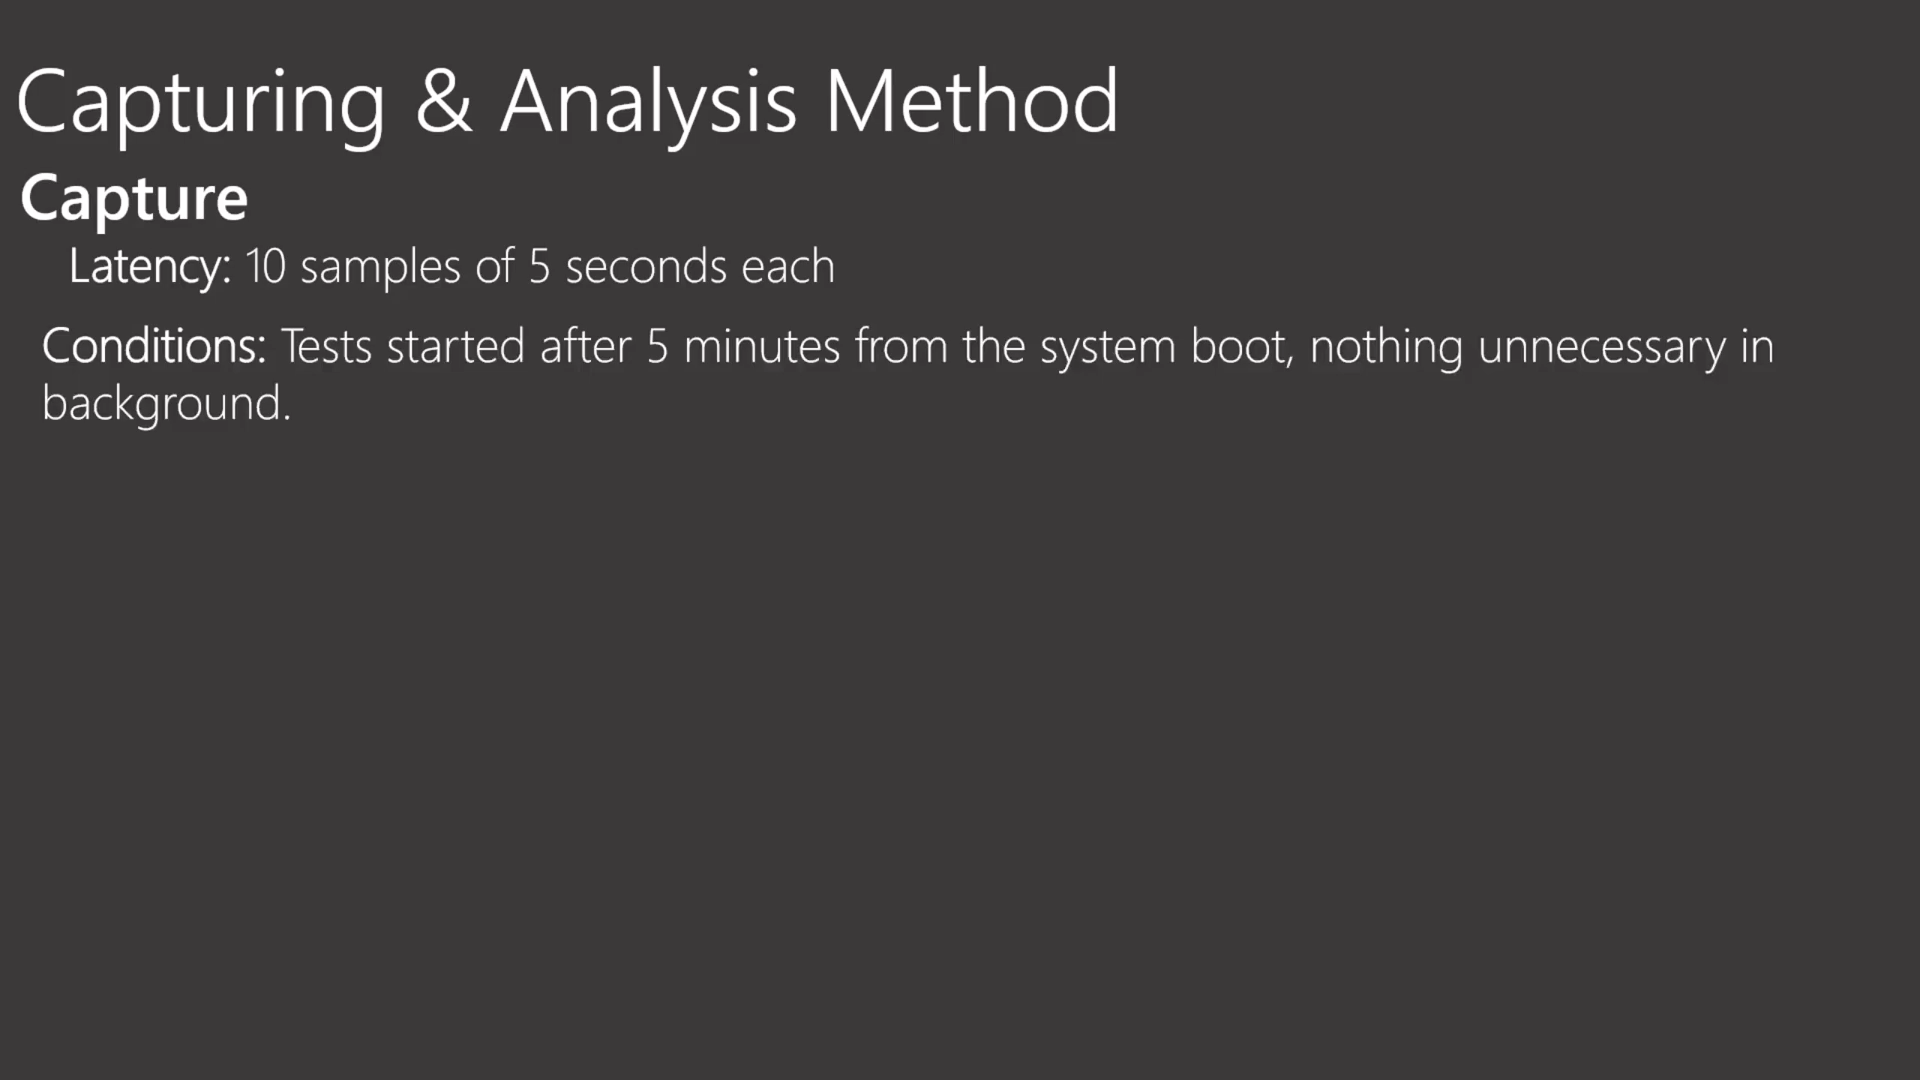 Capturing & Analysis Method
Capture
Latency: 10 samples of 5 seconds each
Conditions: Tests started after 5 minutes from the system boot, nothing unnecessary in
background.